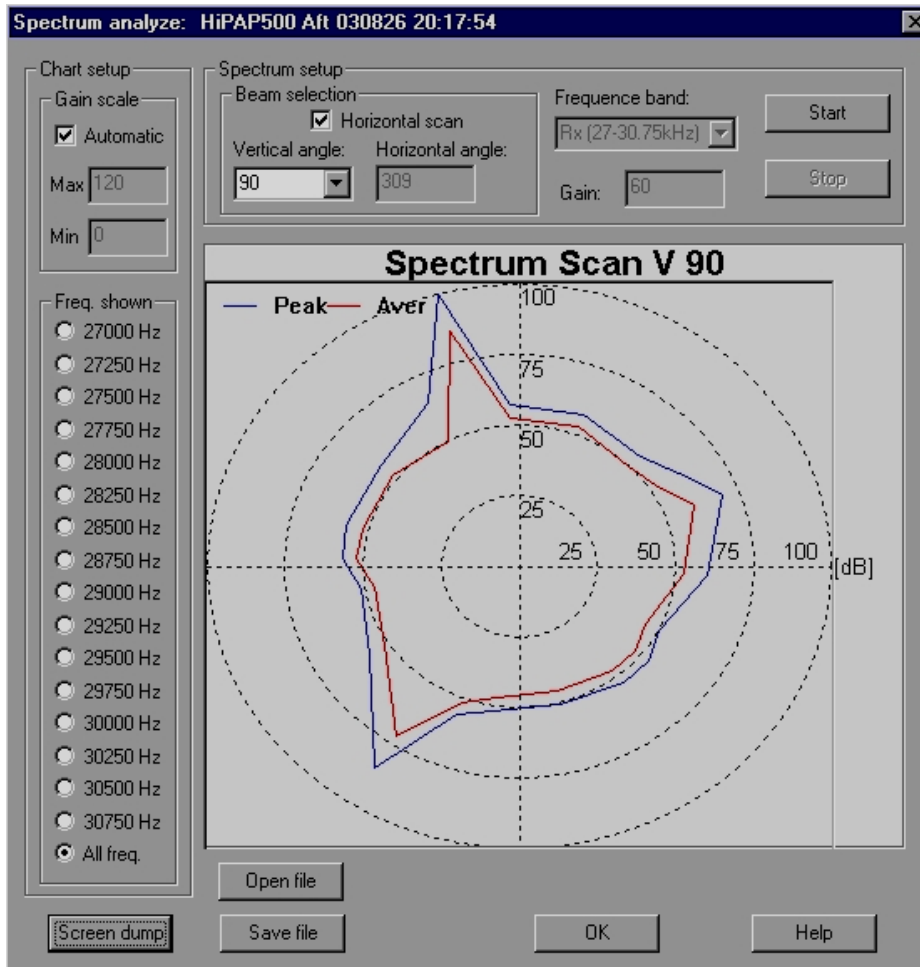 Spectrum analyze: HiPAP500 Aft 030826 20:17:54
Chart setup
Gain scale
Automatic
Max 120
Min 0
Spectrum setup
Beam selection
Horizontal scan
Vertical angle: Horizontal angle:
90 309
Frequence band:
Rx (27-30.75kHz)
Gain: 60
Start
Stop
Freq. shown
27000 Hz
27250 Hz
27500 Hz
27750 Hz
28000 Hz
28250 Hz
28500 Hz
28750 Hz
29000 Hz
29250 Hz
29500 Hz
29750 Hz
30000 Hz
30250 Hz
30500 Hz
30750 Hz
All freq.
Spectrum Scan V 90
Peak Aver
100
75
50
25
25 50 75 100 [dB]
Open file
Screen dump Save file OK Help